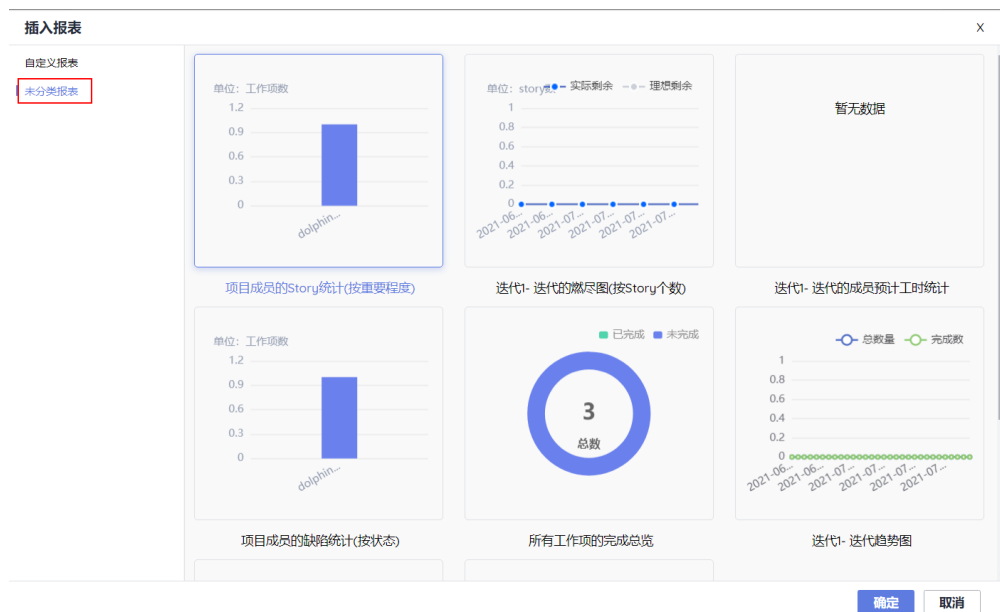 插入报表
X
自定义报表
未分类报表
单位：工作项数
1.2
0.9
0.6
0.3
0
dolphin...
项目成员的Story统计(按重要程度)
单位：story
实际剩余
理想剩余
1
0.8
0.6
0.4
0.2
0
2021-06...
2021-06...
2021-07...
2021-07...
2021-07...
2021-07...
迭代1- 迭代的燃尽图(按Story个数)
暂无数据
迭代1- 迭代的成员预计工时统计
单位：工作项数
1.2
0.9
0.6
0.3
0
dolphin...
项目成员的缺陷统计(按状态)
已完成
未完成
3
总数
所有工作项的完成总览
总数量
完成数
1
0.8
0.6
0.4
0.2
0
2021-06...
2021-06...
2021-07...
2021-07...
2021-07...
2021-07...
迭代1- 迭代趋势图
确定
取消